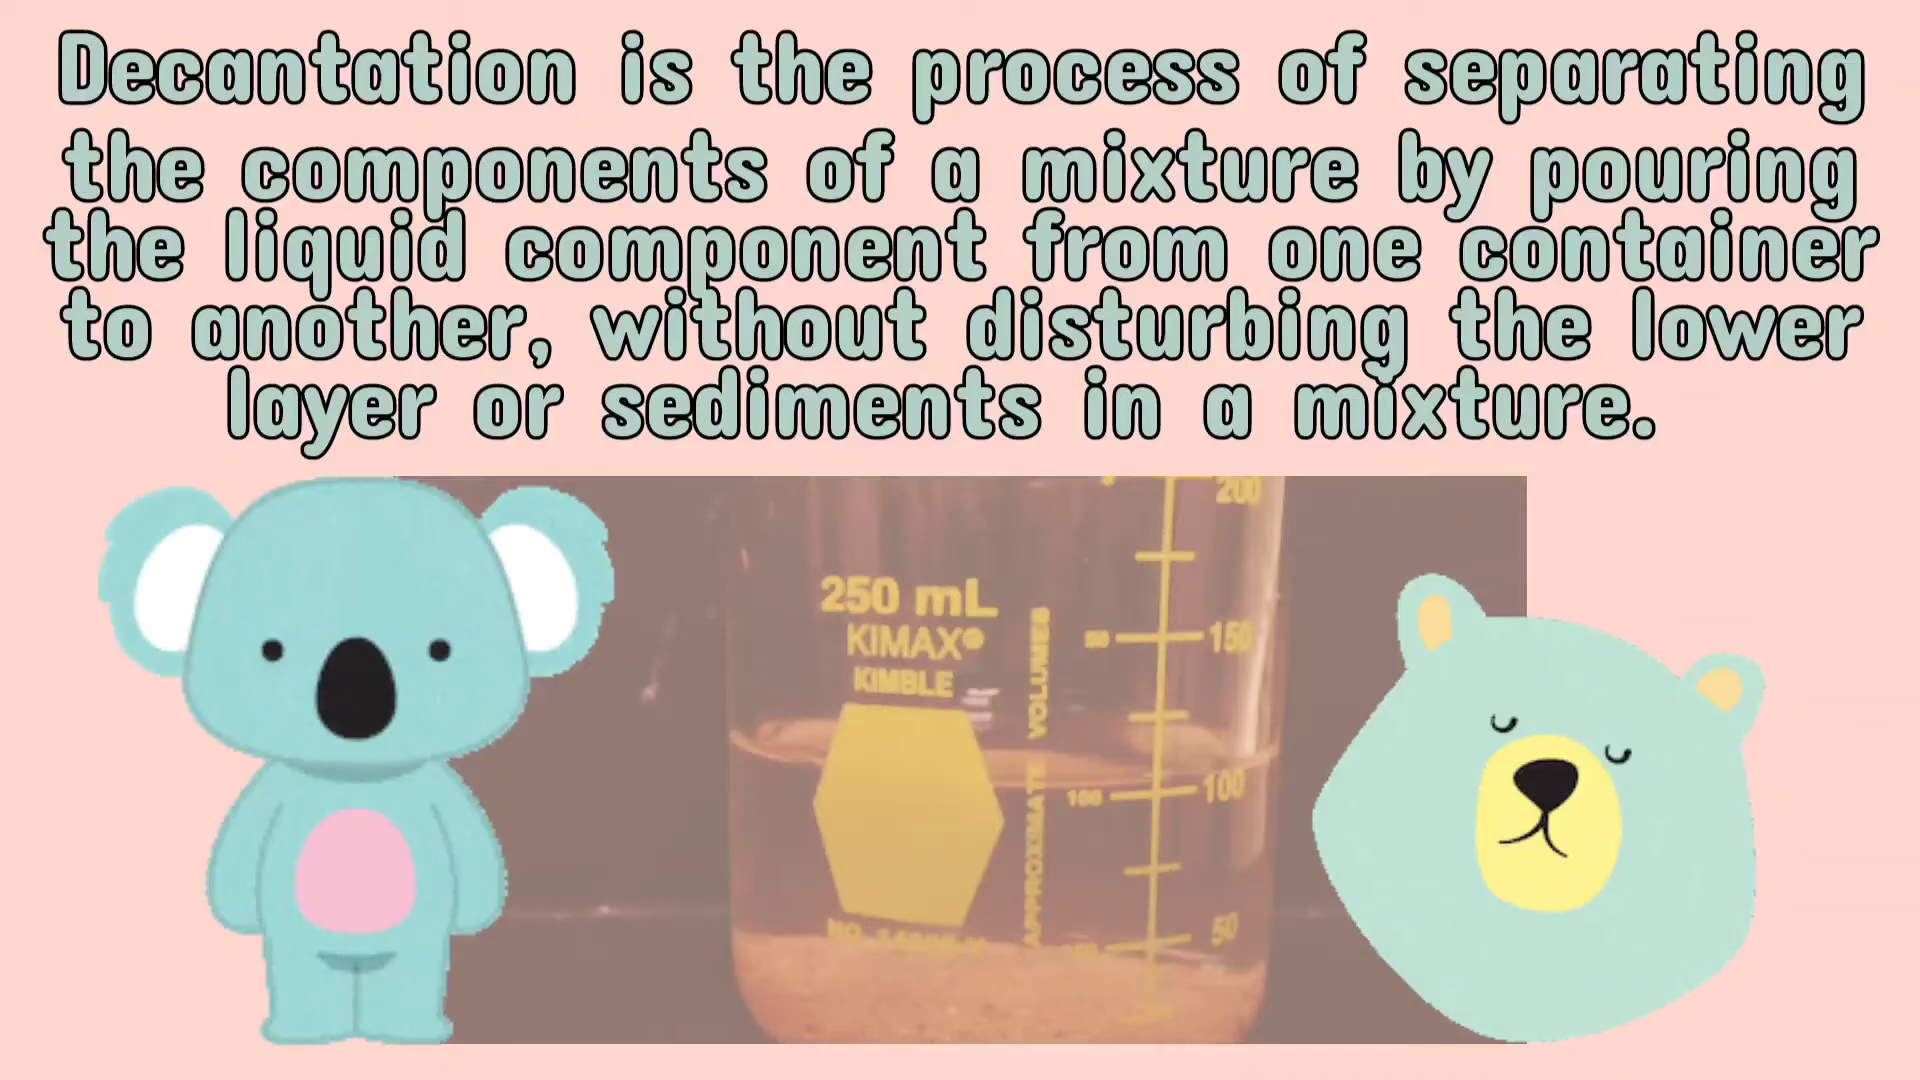 Decantation is the process of separating
the components of a mixture by pouring
the liquid component from one container
to another, without disturbing the lower
layer or sediments in a mixture.
200
250 mL
KIMAX®
KIMBLE
APPROXIMATE VOLUMES
50 150
100 100
50